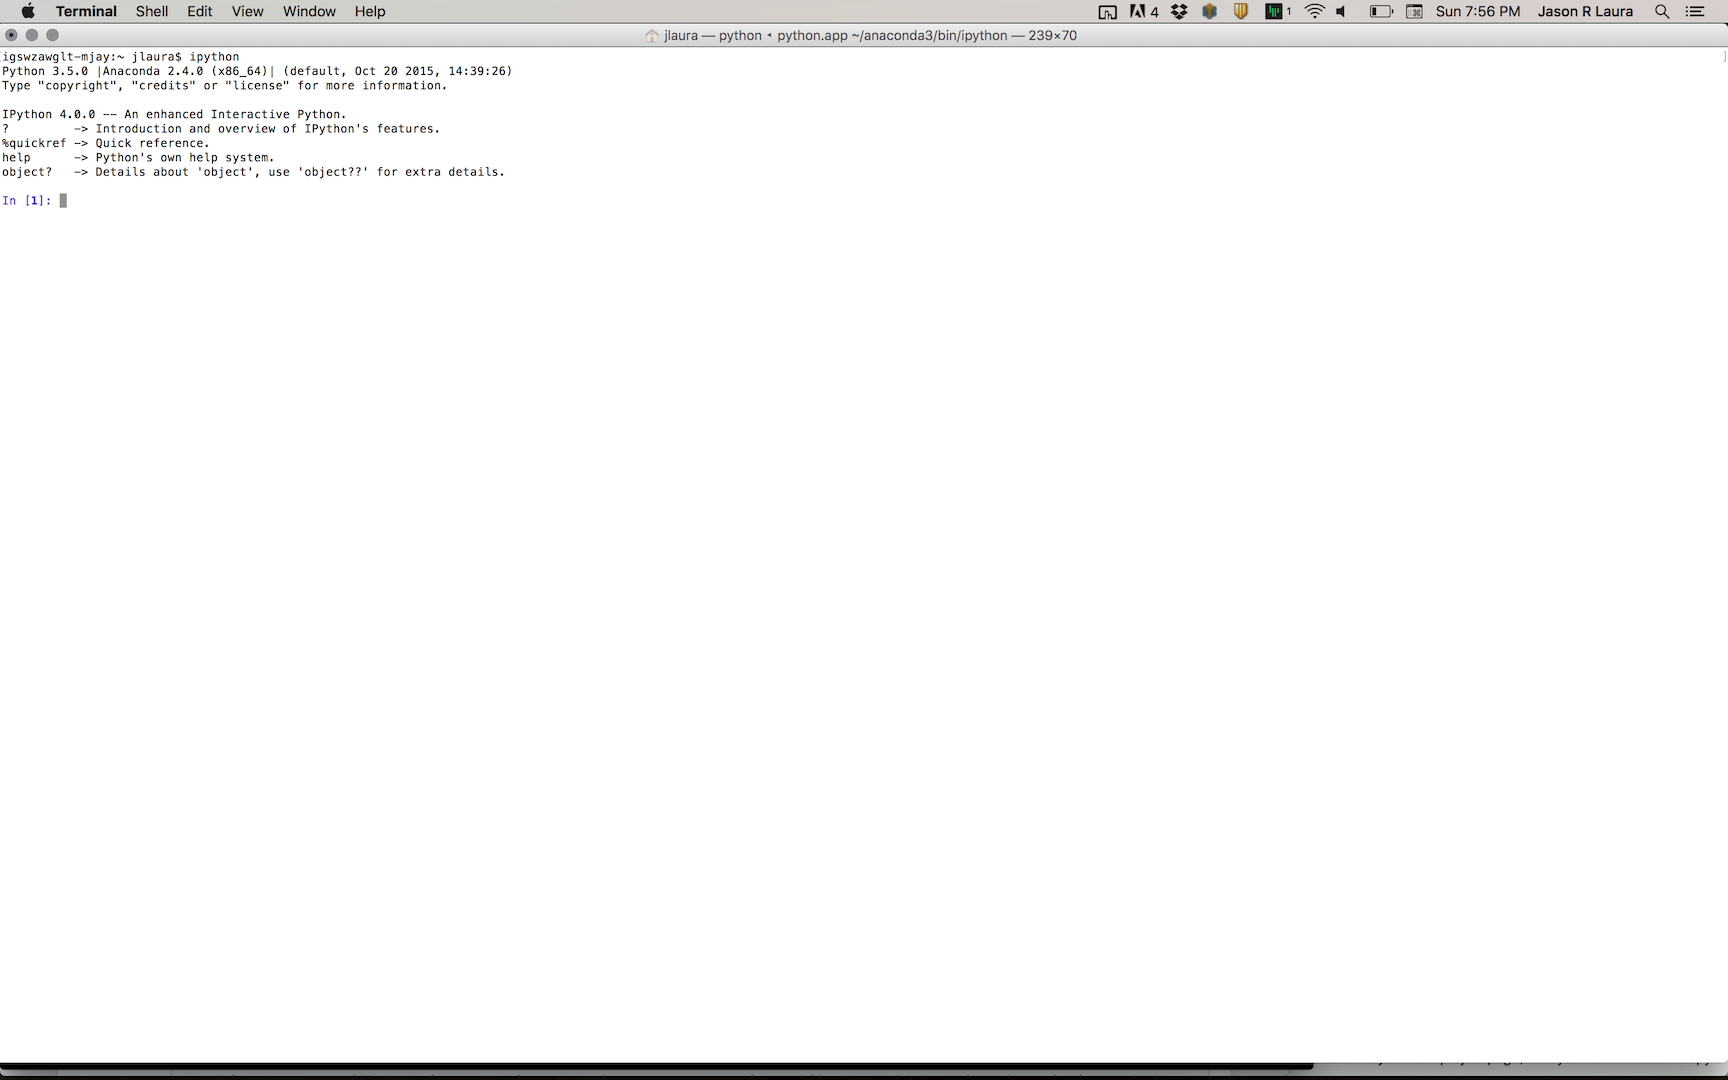 Terminal Shell Edit View Window Help 4 1 Sun 7:56 PM Jason R Laura
jlaura — python • python.app ~/anaconda3/bin/ipython — 239×70
[igswzawglt-mjay:~ jlaura$ ipython ]
Python 3.5.0 |Anaconda 2.4.0 (x86_64)| (default, Oct 20 2015, 14:39:26)
Type "copyright", "credits" or "license" for more information.
IPython 4.0.0 -- An enhanced Interactive Python.
?         -> Introduction and overview of IPython's features.
%quickref -> Quick reference.
help      -> Python's own help system.
object?   -> Details about 'object', use 'object??' for extra details.
In [1]: